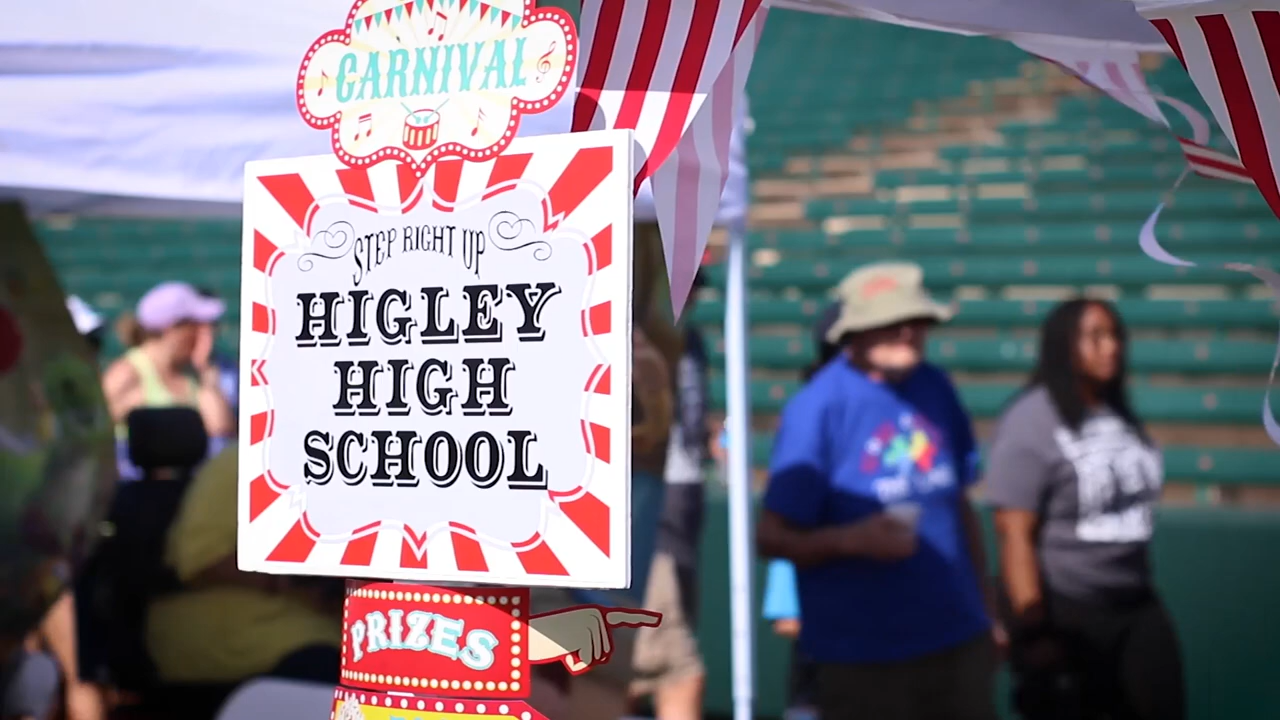 CARNIVAL
STEP RIGHT UP
HIGLEY
HIGH
SCHOOL
PRIZES